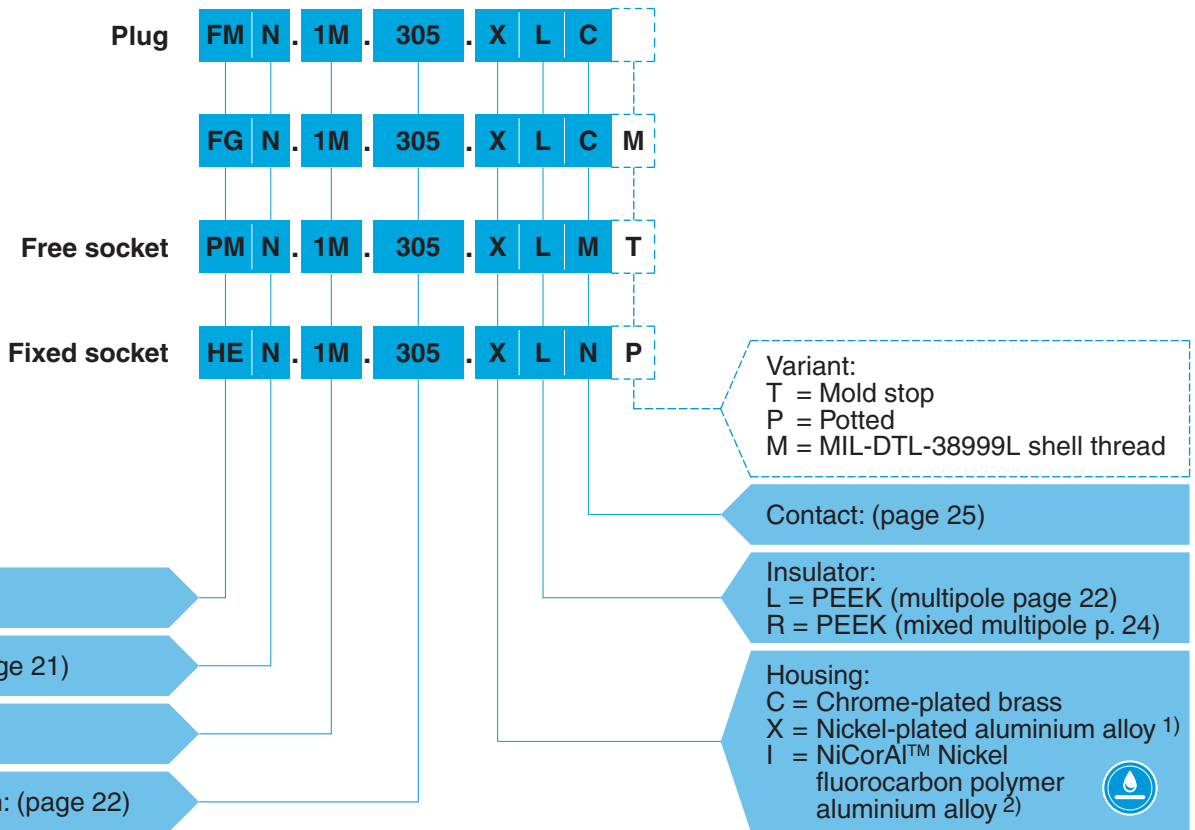 Plug FM N . 1M . 305 . X L C
FG N . 1M . 305 . X L C M
Free socket PM N . 1M . 305 . X L M T
Fixed socket HE N . 1M . 305 . X L N P
Variant:
T = Mold stop
P = Potted
M = MIL-DTL-38999L shell thread
Contact: (page 25)
Insulator:
L = PEEK (multipole page 22)
R = PEEK (mixed multipole p. 24)
ge 21)
Housing:
C = Chrome-plated brass
X = Nickel-plated aluminium alloy 1)
I = NiCorAl™ Nickel
fluorocarbon polymer
aluminium alloy 2)
: (page 22)